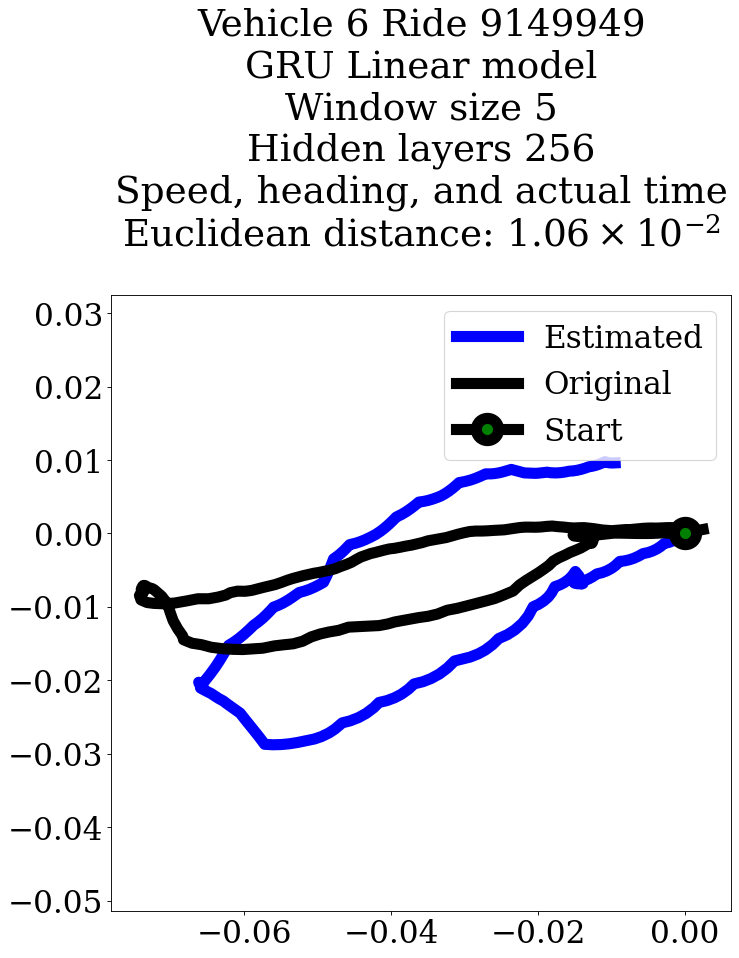 Vehicle 6 Ride 9149949
GRU Linear model
Window size 5
Hidden layers 256
Speed, heading, and actual time
Euclidean distance: 1.06 × 10⁻²
Estimated
Original
Start
0.03
0.02
0.01
0.00
−0.01
−0.02
−0.03
−0.04
−0.05
−0.06 −0.04 −0.02 0.00